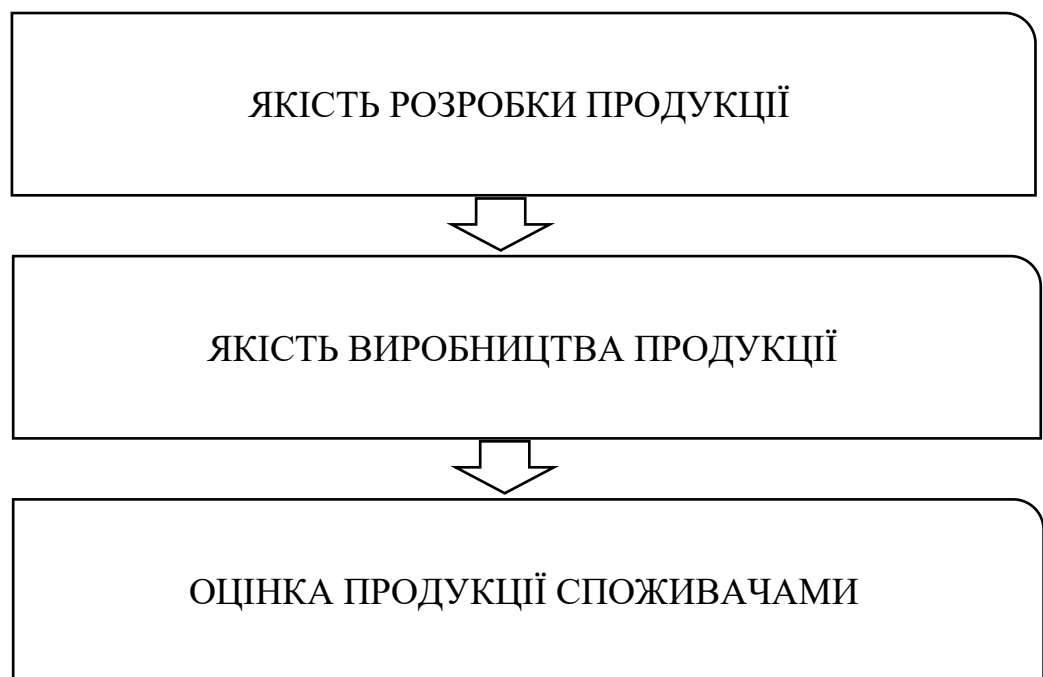 ЯКІСТЬ РОЗРОБКИ ПРОДУКЦІЇ
ЯКІСТЬ ВИРОБНИЦТВА ПРОДУКЦІЇ
ОЦІНКА ПРОДУКЦІЇ СПОЖИВАЧАМИ